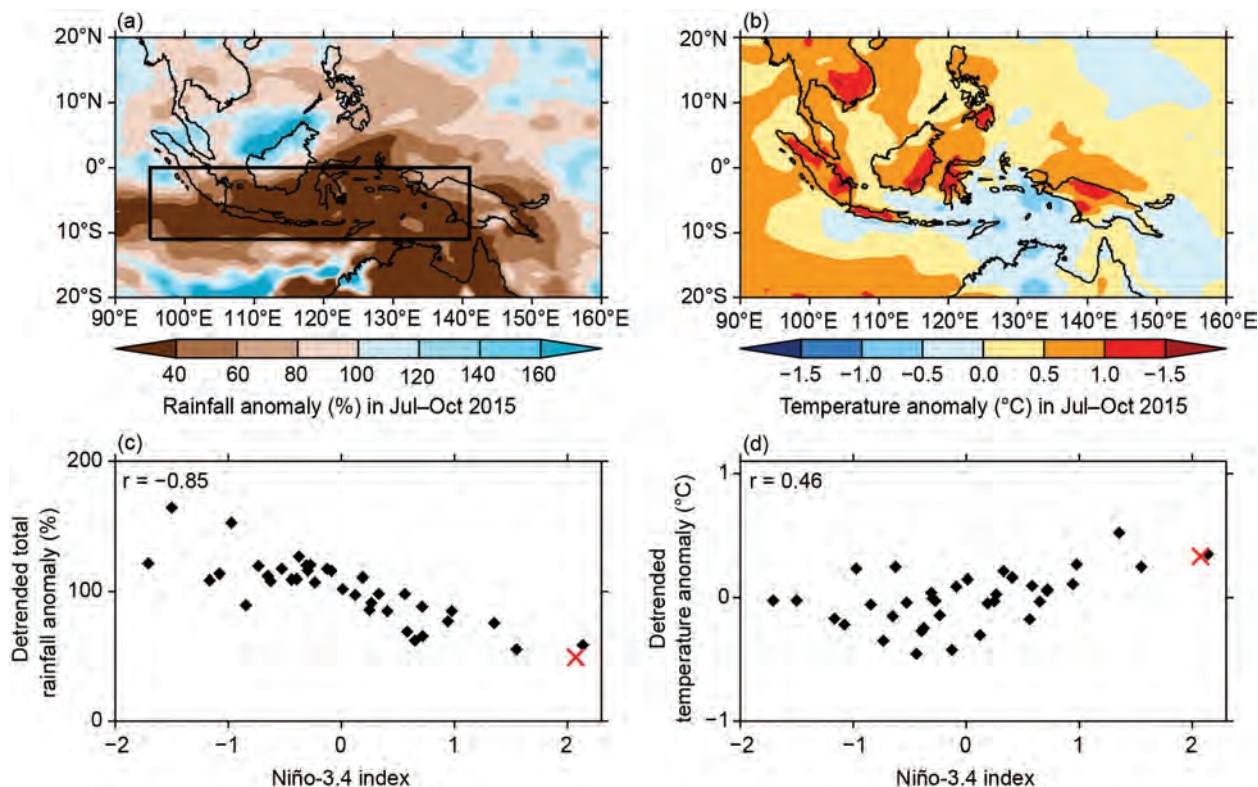 (a)
20°N
10°N
0°
10°S
20°S
90°E 100°E 110°E 120°E 130°E 140°E 150°E 160°E
40 60 80 100 120 140 160
Rainfall anomaly (%) in Jul–Oct 2015
(b)
20°N
10°N
0°
10°S
20°S
90°E 100°E 110°E 120°E 130°E 140°E 150°E 160°E
−1.5 −1.0 −0.5 0.0 0.5 1.0 −1.5
Temperature anomaly (°C) in Jul–Oct 2015
(c)
r = −0.85
Detrended total
rainfall anomaly (%)
200
100
0
−2 −1 0 1 2
Niño-3.4 index
(d)
r = 0.46
Detrended
temperature anomaly (°C)
1
0
−1
−2 −1 0 1 2
Niño-3.4 index